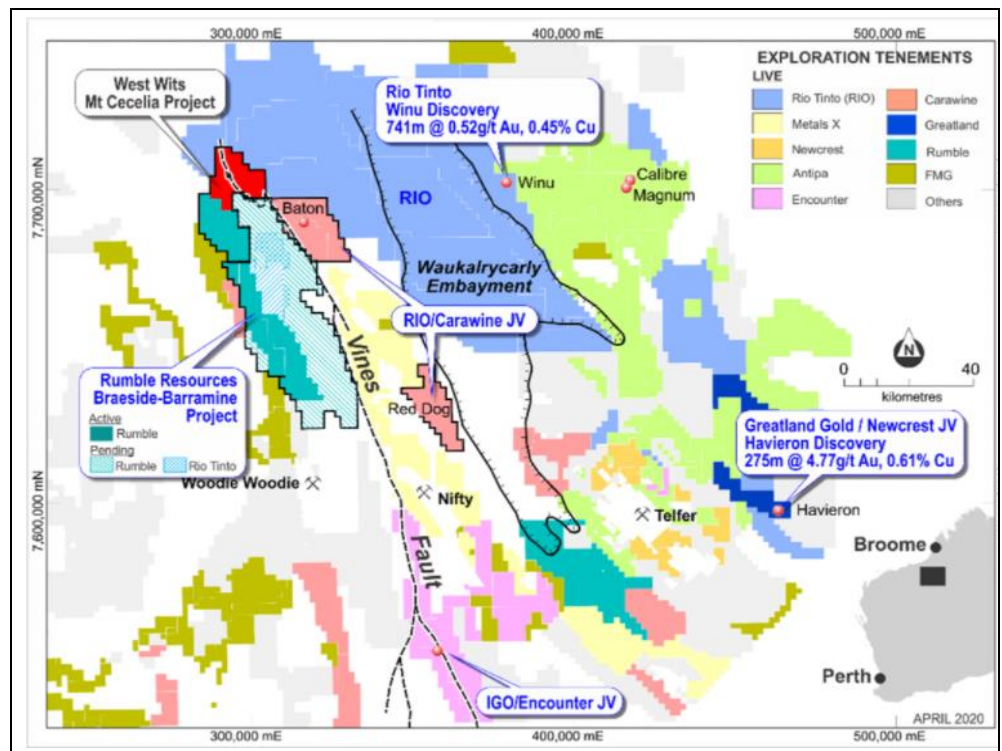 300,000 mE
400,000 mE
500,000 mE
West Wits
Mt Cecelia Project
Rio Tinto
Winu Discovery
741m @ 0.52g/t Au, 0.45% Cu
EXPLORATION TENEMENTS
LIVE
Rio Tinto (RIO)
Carawine
Metals X
Greatland
Newcrest
Rumble
Antipa
FMG
Encounter
Others
7,700,000 mN
RIO
Winu
Calibre
Magnum
Baton
Waukalrycarly
Embayment
RIO/Carawine JV
Vines
Rumble Resources
Braeside-Barramine
Project
Active
Rumble
Pending
Rumble
Rio Tinto
Red Dog
N
0
20
40
kilometres
Greatland Gold / Newcrest JV
Havieron Discovery
275m @ 4.77g/t Au, 0.61% Cu
Woodie Woodie
Nifty
Telfer
Havieron
7,600,000 mN
Fault
Broome
Perth
IGO/Encounter JV
APRIL 2020
300,000 mE
400,000 mE
500,000 mE